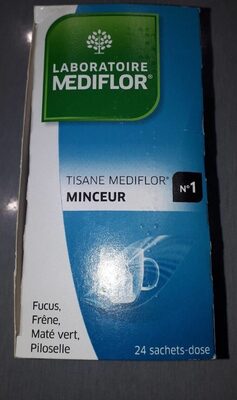 LABORATOIRE
MEDIFLOR®
TISANE MEDIFLOR®
MINCEUR
N°1
Fucus,
Frêne,
Maté vert,
Piloselle
24 sachets-dose